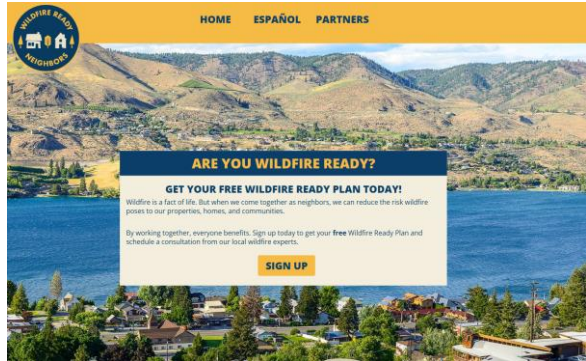 WILDFIRE READY
NEIGHBORS
HOME ESPAÑOL PARTNERS
ARE YOU WILDFIRE READY?
GET YOUR FREE WILDFIRE READY PLAN TODAY!
Wildfire is a fact of life. But when we come together as neighbors, we can reduce the risk wildfire
poses to our properties, homes, and communities.
By working together, everyone benefits. Sign up today to get your free Wildfire Ready Plan and
schedule a consultation from our local wildfire experts.
SIGN UP